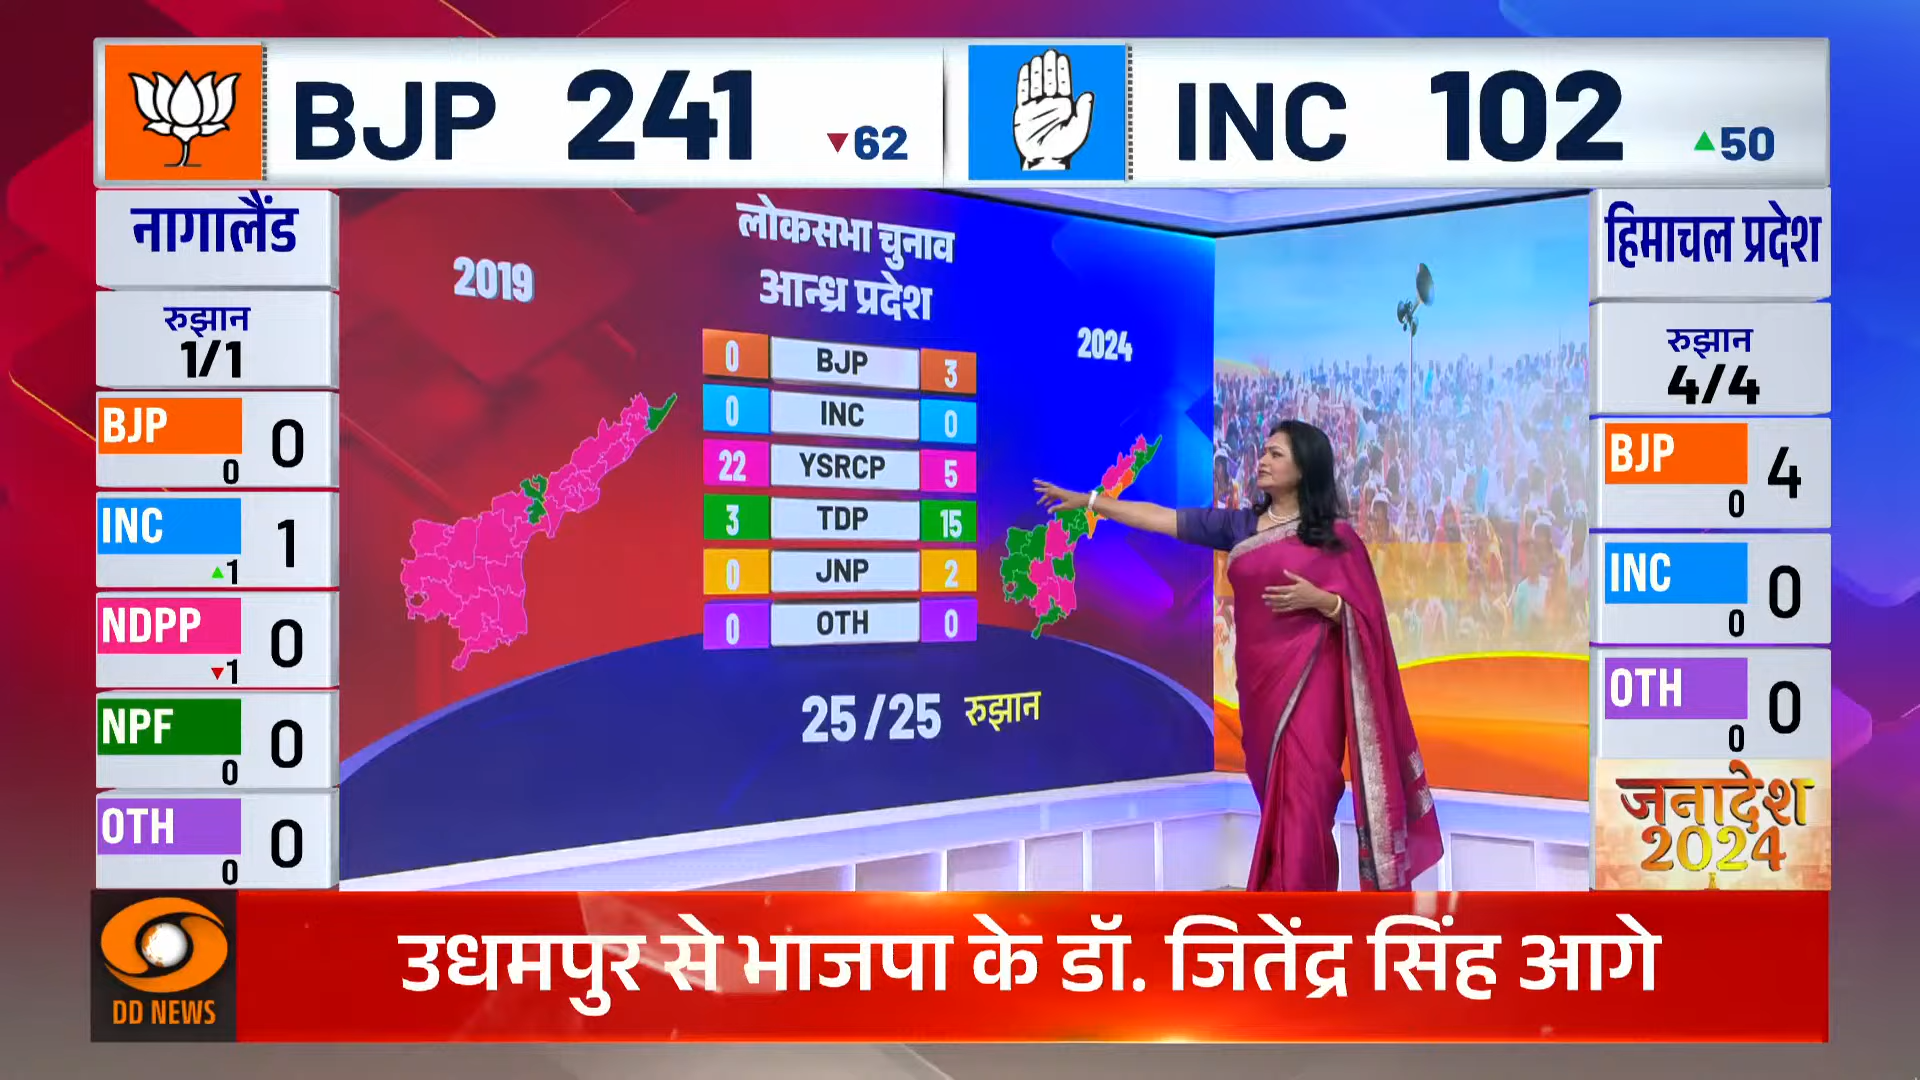 BJP 241 ▼62
INC 102 ▲50
नागालैंड
रुझान
1/1
BJP 0
0
INC 1
▲1
NDPP 0
▼1
NPF 0
0
OTH 0
0
लोकसभा चुनाव
आन्ध्र प्रदेश
2019
2024
0 BJP 3
0 INC 0
22 YSRCP 5
3 TDP 15
0 JNP 2
0 OTH 0
25/25 रुझान
हिमाचल प्रदेश
रुझान
4/4
BJP 4
0
INC 0
0
OTH 0
0
जनादेश
2024
DD NEWS
उधमपुर से भाजपा के डॉ. जितेंद्र सिंह आगे